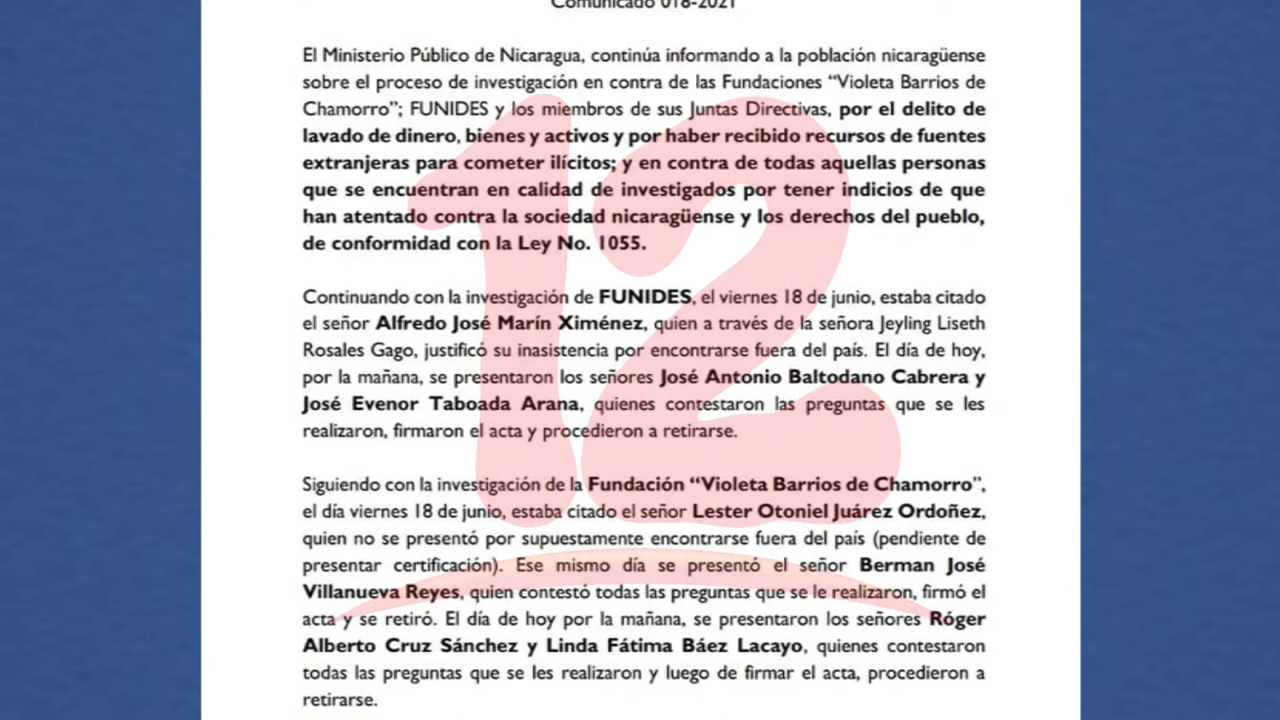 Comunicado 018-2021
El Ministerio Público de Nicaragua, continúa informando a la población nicaragüense
sobre el proceso de investigación en contra de las Fundaciones “Violeta Barrios de
Chamorro”; FUNIDES y los miembros de sus Juntas Directivas, por el delito de
lavado de dinero, bienes y activos y por haber recibido recursos de fuentes
extranjeras para cometer ilícitos; y en contra de todas aquellas personas
que se encuentran en calidad de investigados por tener indicios de que
han atentado contra la sociedad nicaragüense y los derechos del pueblo,
de conformidad con la Ley No. 1055.
Continuando con la investigación de FUNIDES, el viernes 18 de junio, estaba citado
el señor Alfredo José Marín Ximénez, quien a través de la señora Jeyling Liseth
Rosales Gago, justificó su inasistencia por encontrarse fuera del país. El día de hoy,
por la mañana, se presentaron los señores José Antonio Baltodano Cabrera y
José Evenor Taboada Arana, quienes contestaron las preguntas que se les
realizaron, firmaron el acta y procedieron a retirarse.
Siguiendo con la investigación de la Fundación “Violeta Barrios de Chamorro”,
el día viernes 18 de junio, estaba citado el señor Lester Otoniel Juárez Ordoñez,
quien no se presentó por supuestamente encontrarse fuera del país (pendiente de
presentar certificación). Ese mismo día se presentó el señor Berman José
Villanueva Reyes, quien contestó todas las preguntas que se le realizaron, firmó el
acta y se retiró. El día de hoy por la mañana, se presentaron los señores Róger
Alberto Cruz Sánchez y Linda Fátima Báez Lacayo, quienes contestaron
todas las preguntas que se les realizaron y luego de firmar el acta, procedieron a
retirarse.
12